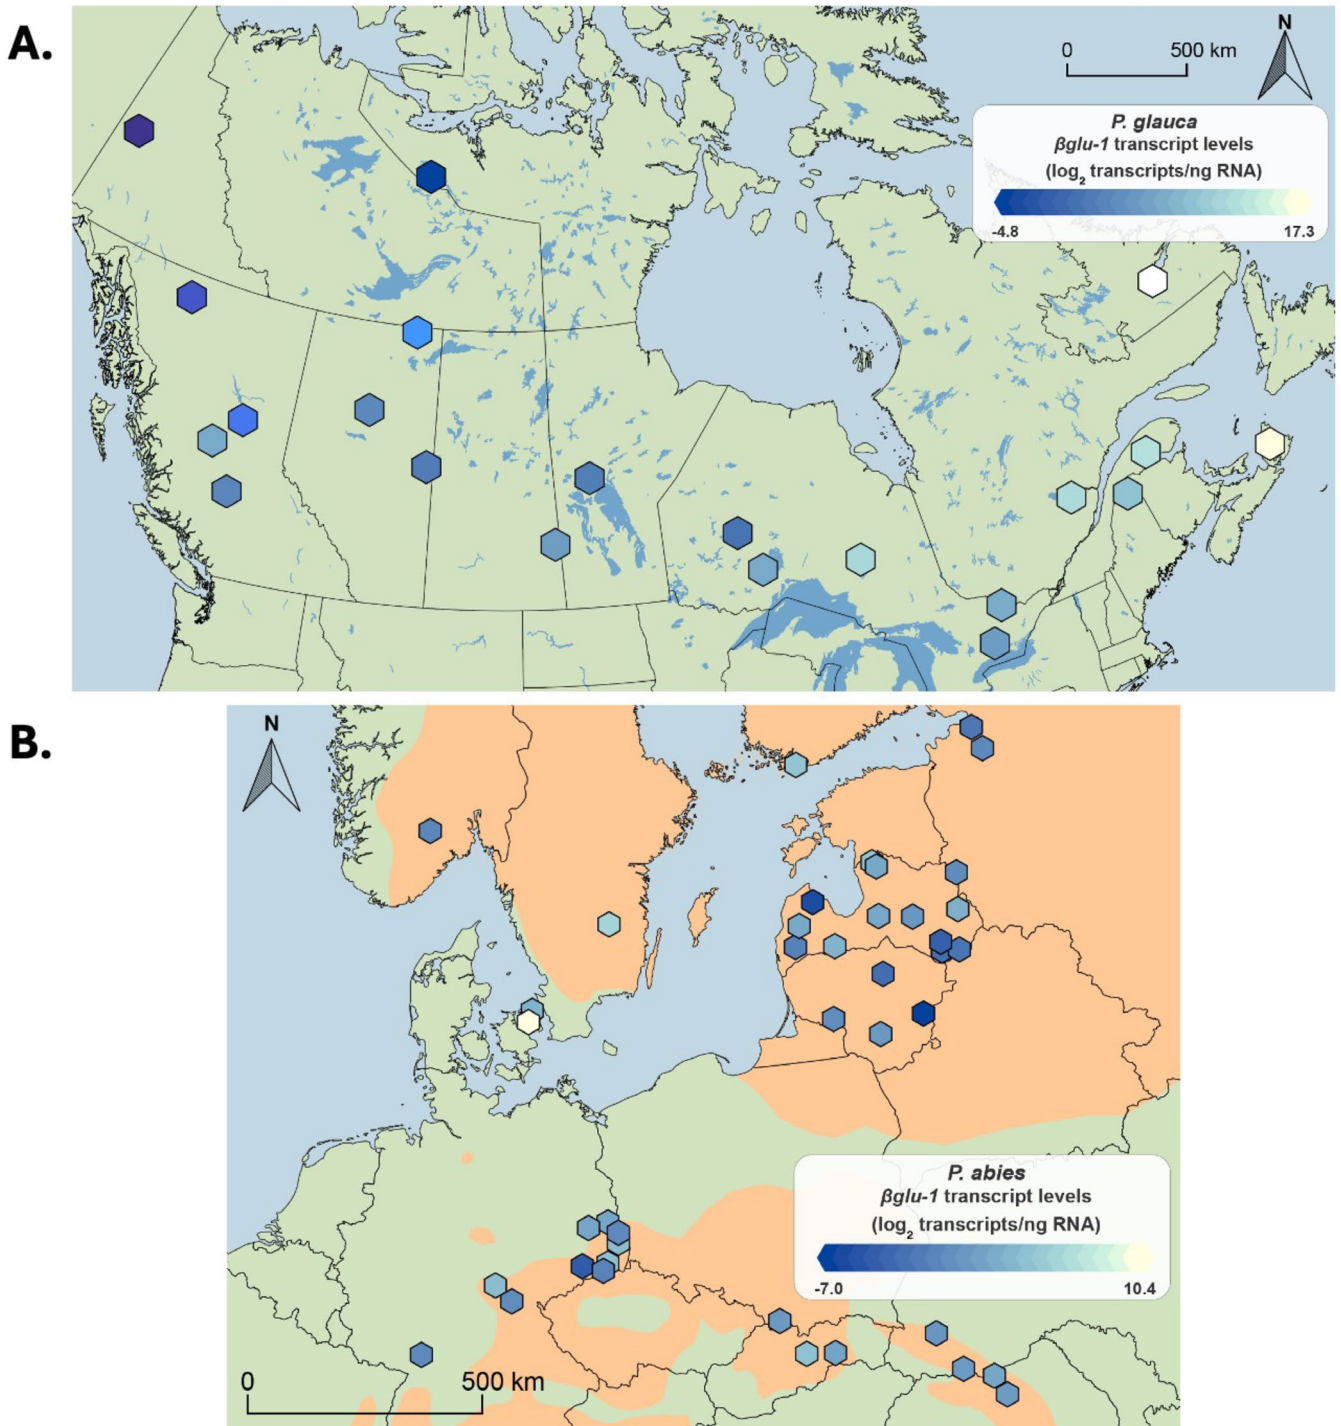 A.
0 500 km
N
P. glauca
βglu-1 transcript levels
(log2 transcripts/ng RNA)
-4.8 17.3
B.
N
P. abies
βglu-1 transcript levels
(log2 transcripts/ng RNA)
-7.0 10.4
0 500 km